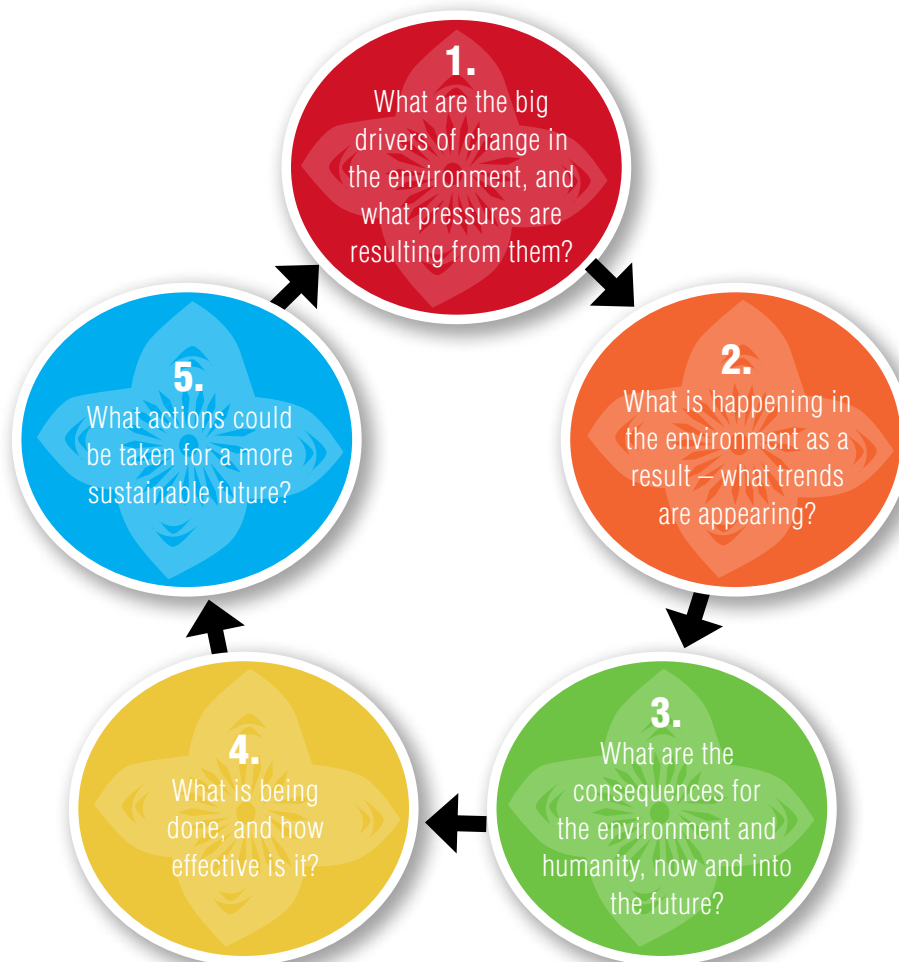 1.
What are the big
drivers of change in
the environment, and
what pressures are
resulting from them?
2.
What is happening in
the environment as a
result – what trends
are appearing?
3.
What are the
consequences for
the environment and
humanity, now and into
the future?
4.
What is being
done, and how
effective is it?
5.
What actions could
be taken for a more
sustainable future?